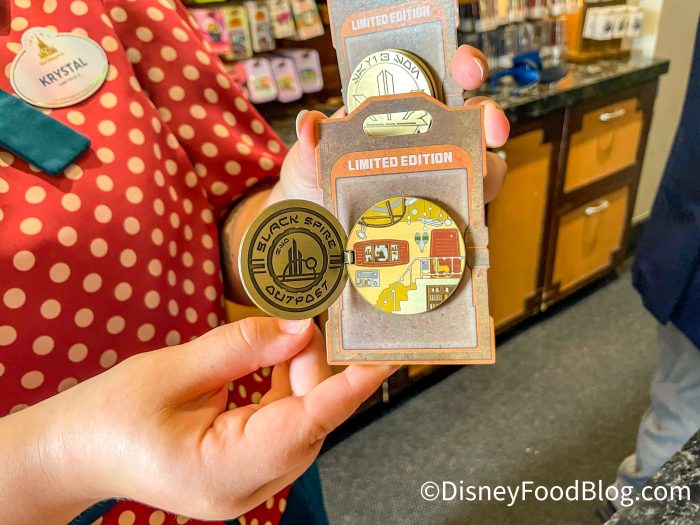 LIMITED EDITION
KRYSTAL
LIMITED EDITION
BLACK SPIRE
OUTPOST
©DisneyFoodBlog.com